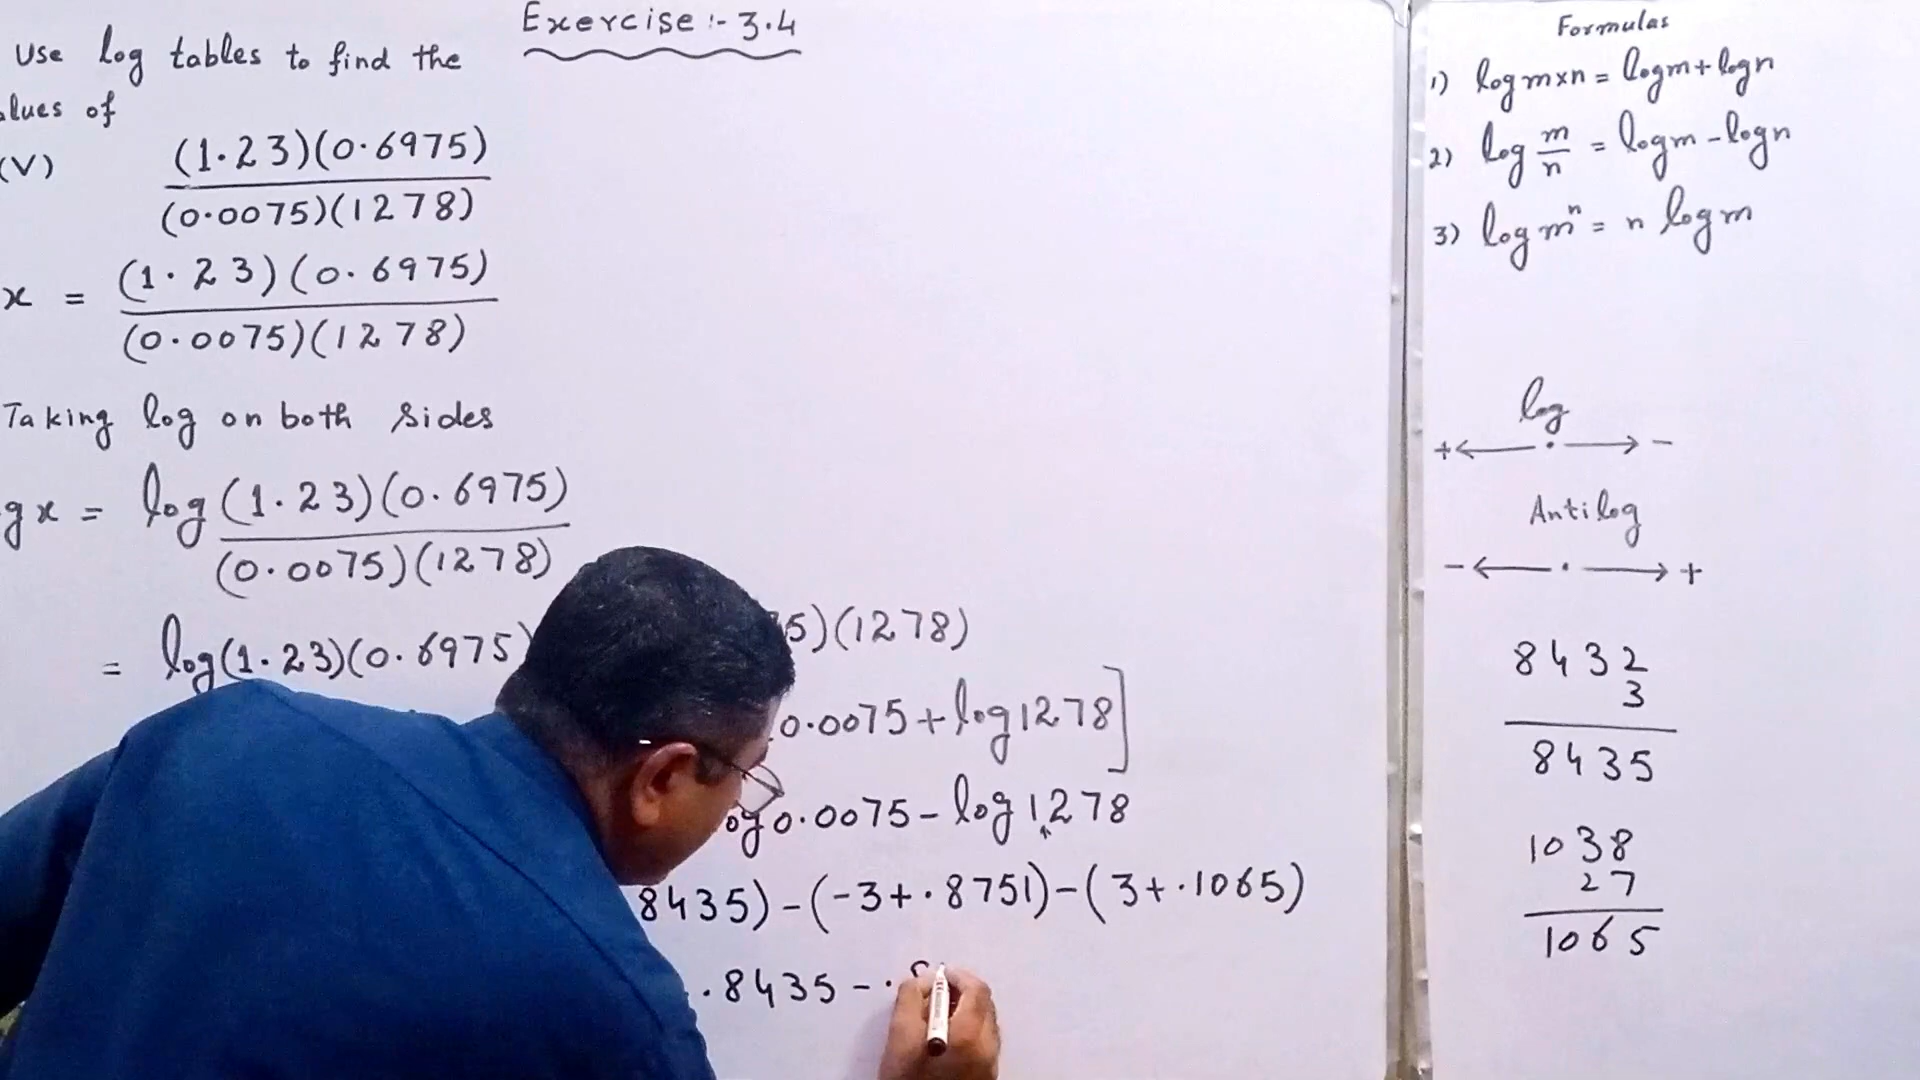 Exercise :- 3.4
Use log tables to find the
alues of
(V) (1.23)(0.6975)
(0.0075)(1278)
x = (1.23)(0.6975)
(0.0075)(1278)
Taking log on both sides
gx = log (1.23)(0.6975)
(0.0075)(1278)
= log(1.23)(0.6975) 5)(1278)
0.0075 + log 1278]
og 0.0075 - log 1278
8435) - (-3 + .8751) - (3 + .1065)
.8435 - .
Formulas
1) log m×n = log m + log n
2) log m/n = log m - log n
3) log mⁿ = n log m
log
+ ← . → -
Antilog
- ← . → +
8432
3
8435
1038
27
1065